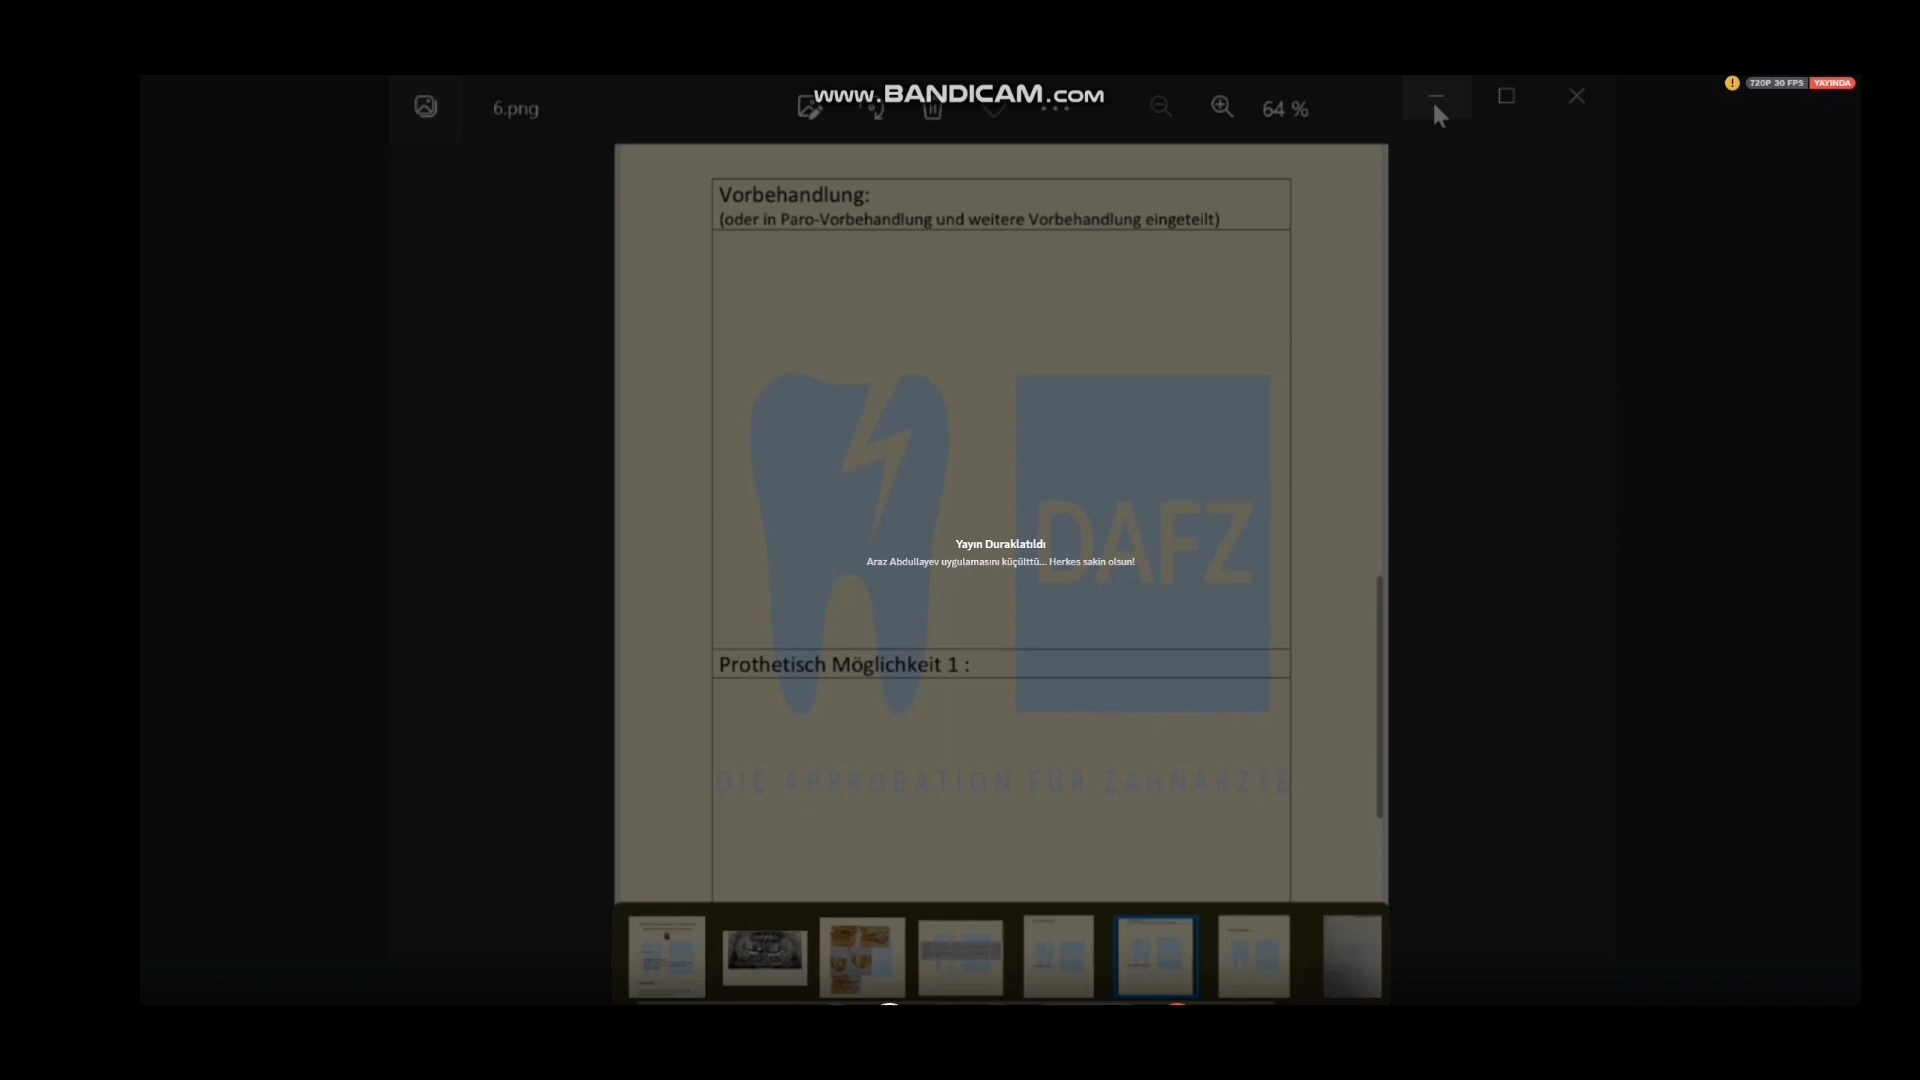 www.BANDICAM.COM
720P 30 FPS YAYINDA
6.png
64 %
Vorbehandlung:
(oder in Paro-Vorbehandlung und weitere Vorbehandlung eingeteilt)
DAFZ
Yayın Duraklatıldı
Araz Abdullayev uygulamasını küçülttü... Herkes sakin olsun!
Prothetisch Möglichkeit 1 :
DIE APPROBATION FÜR ZAHNÄRZTE